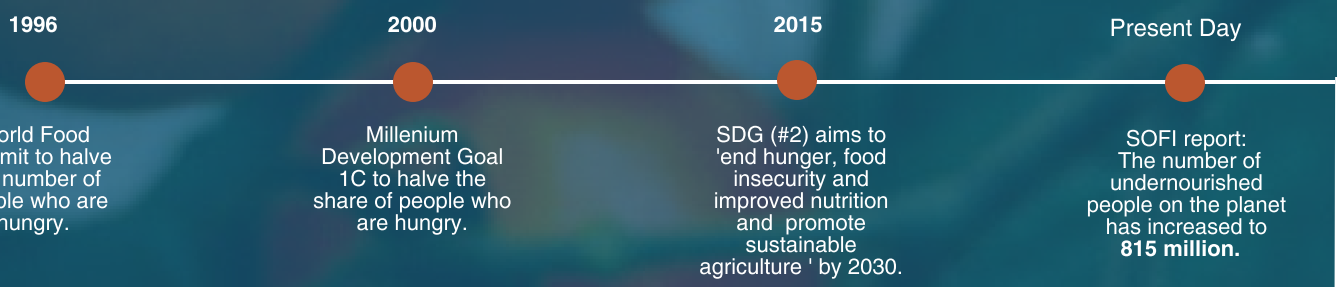 1996
orld Food
mit to halve
number of
ple who are
hungry.
2000
Millenium
Development Goal
1C to halve the
share of people who
are hungry.
2015
SDG (#2) aims to
'end hunger, food
insecurity and
improved nutrition
and  promote
sustainable
agriculture ' by 2030.
Present Day
SOFI report:
The number of
undernourished
people on the planet
has increased to
815 million.